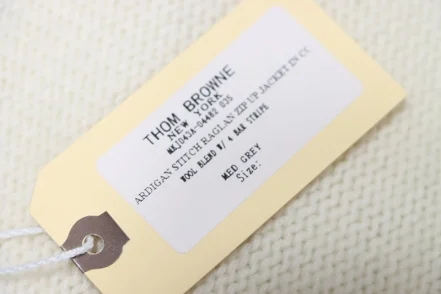 THOM BROWNE
NEW YORK
MKJ043A-04482 035
ARDIGAN STITCH RAGLAN ZIP UP JACKET IN CC
WOOL BLEND W/ 4 BAR STRIPE
MED GREY
Size: